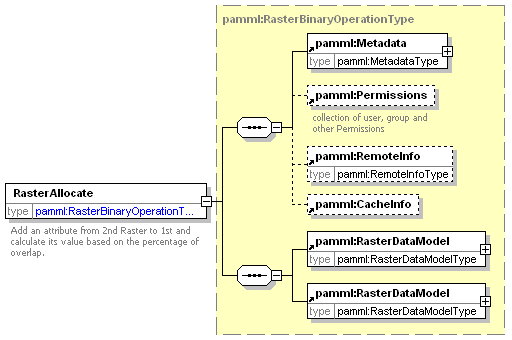 pamml:RasterBinaryOperationType
pamml:Metadata
type pamml:MetadataType
pamml:Permissions
collection of user, group and
other Permissions
pamml:RemoteInfo
type pamml:RemoteInfoType
pamml:CacheInfo
RasterAllocate
type pamml:RasterBinaryOperationT...
Add an attribute from 2nd Raster to 1st and
calculate its value based on the percentage of
overlap.
pamml:RasterDataModel
type pamml:RasterDataModelType
pamml:RasterDataModel
type pamml:RasterDataModelType